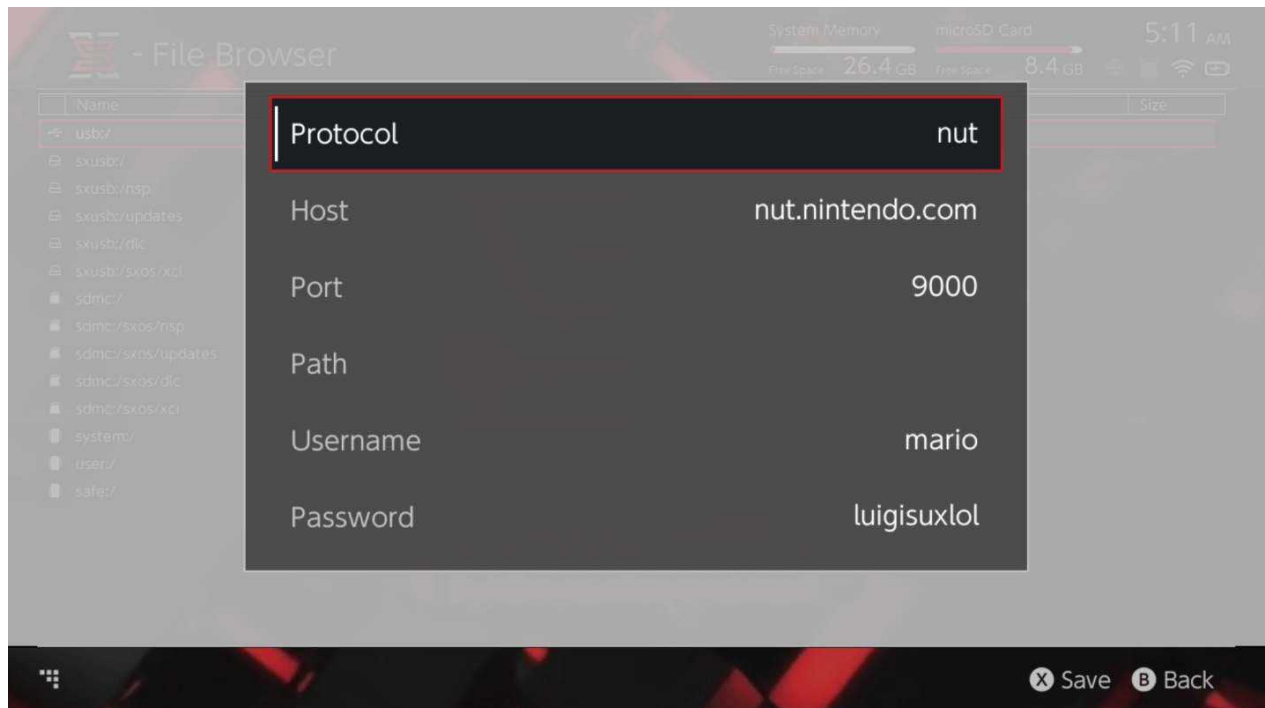 - File Browser
System Memory
Free Space 26.4 GB
microSD Card
Free Space 8.4 GB
5:11 AM
Name
Size
usb:/
sxusb:/
sxusb:/nsp
sxusb:/updates
sxusb:/dlc
sxusb:/sxos/xci
sdmc:/
sdmc:/sxos/nsp
sdmc:/sxos/updates
sdmc:/sxos/dlc
sdmc:/sxos/xci
system:/
user:/
safe:/
Protocol nut
Host nut.nintendo.com
Port 9000
Path
Username mario
Password luigisuxlol
X Save B Back